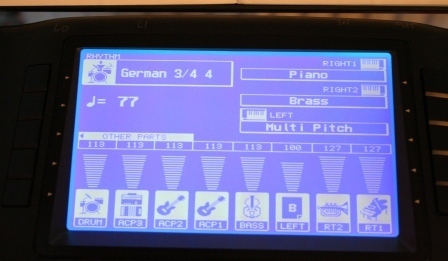 RHYTHM
German 3/4 4
♩= 77
RIGHT1
Piano
RIGHT2
Brass
LEFT
Multi Pitch
OTHER PARTS
113 113 113 113 113 100 127 127
B
DRUM ACP3 ACP2 ACP1 BASS LEFT RT2 RT1